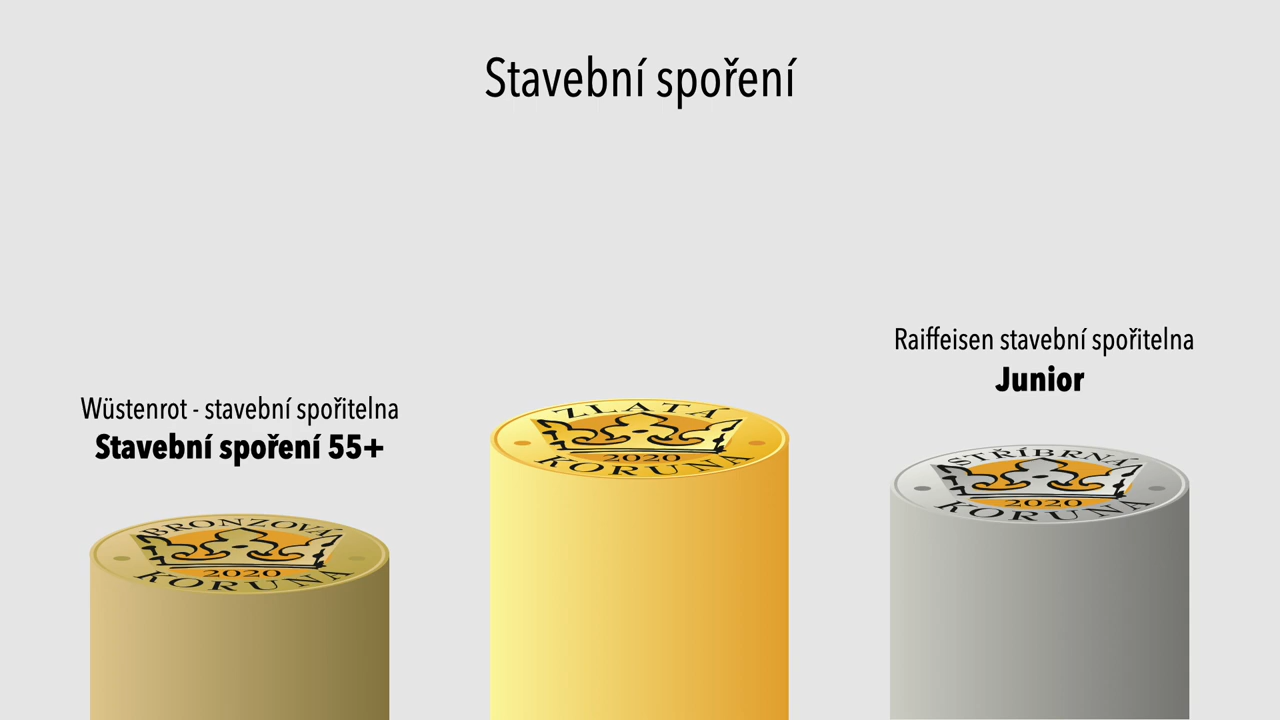 Stavební spoření
Wüstenrot - stavební spořitelna
Stavební spoření 55+
BRONZOVÁ
2020
KORUNA
ZLATÁ
2020
KORUNA
Raiffeisen stavební spořitelna
Junior
STŘÍBRNÁ
2020
KORUNA